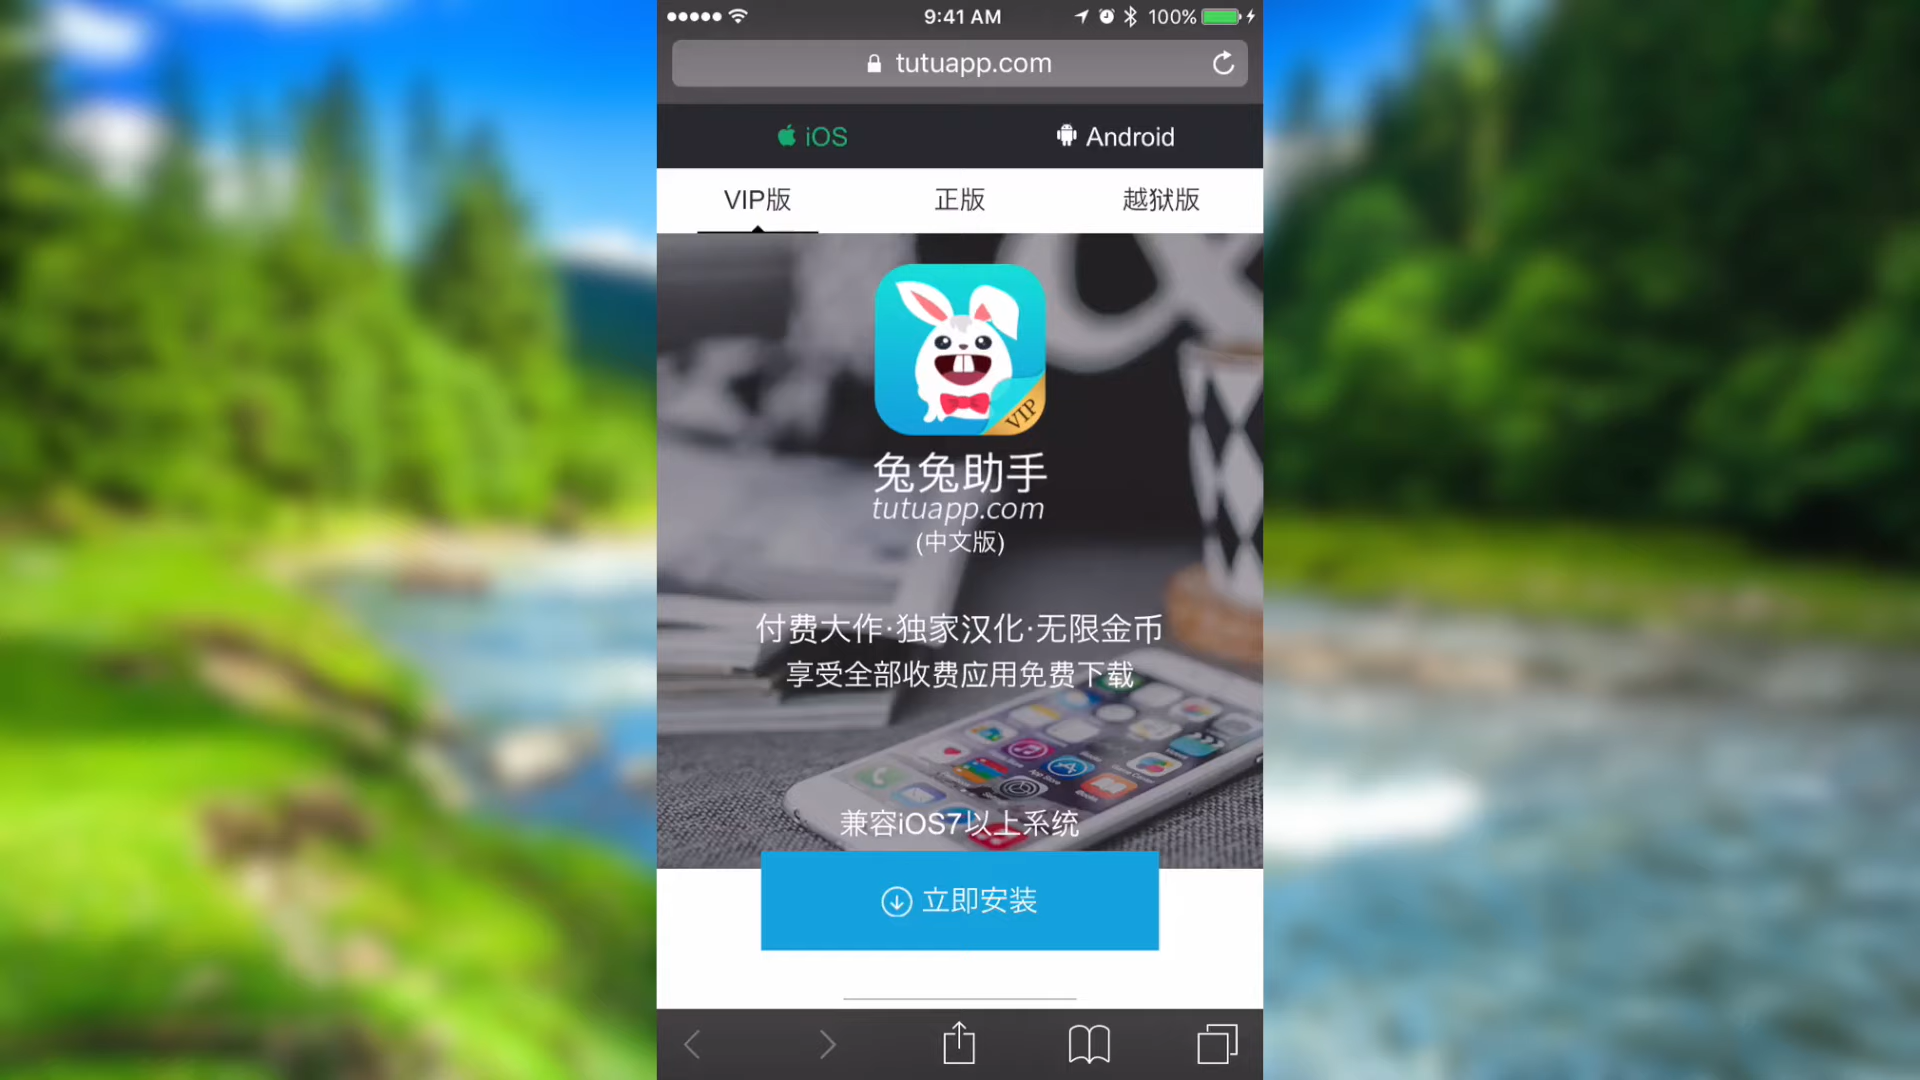 9:41 AM
100%
tutuapp.com
iOS
Android
VIP版
正版
越狱版
VIP
兔兔助手
tutuapp.com
(中文版)
付费大作·独家汉化·无限金币
享受全部收费应用免费下载
兼容iOS7以上系统
立即安装